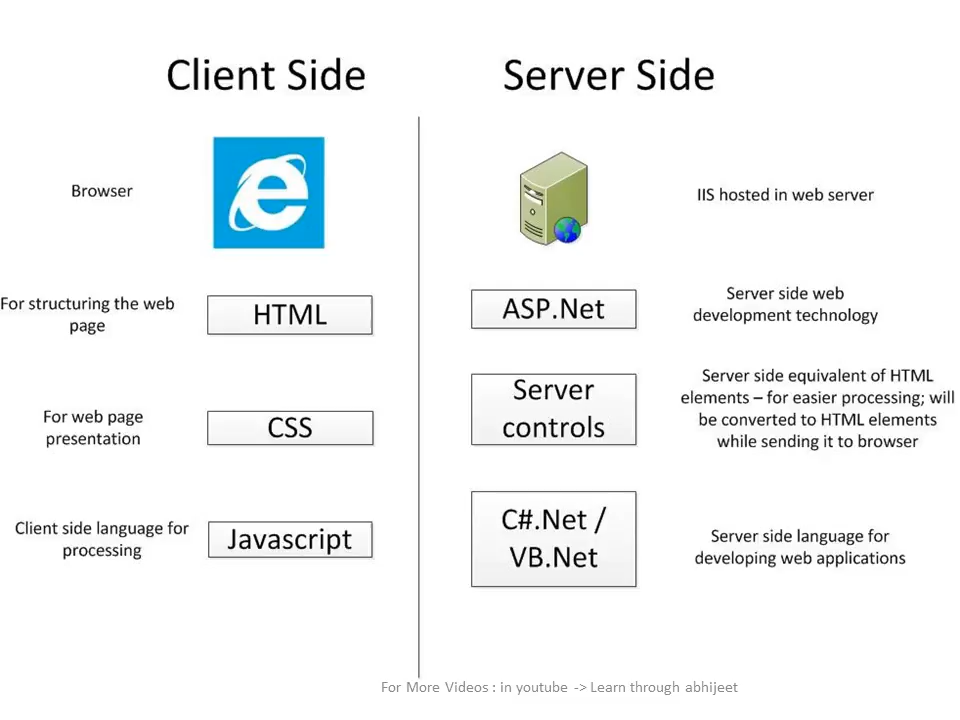 Client Side
Server Side
Browser
IIS hosted in web server
For structuring the web
page
HTML
ASP.Net
Server side web
development technology
For web page
presentation
CSS
Server
controls
Server side equivalent of HTML
elements – for easier processing; will
be converted to HTML elements
while sending it to browser
Client side language for
processing
Javascript
C#.Net /
VB.Net
Server side language for
developing web applications
For More Videos : in youtube -> Learn through abhijeet